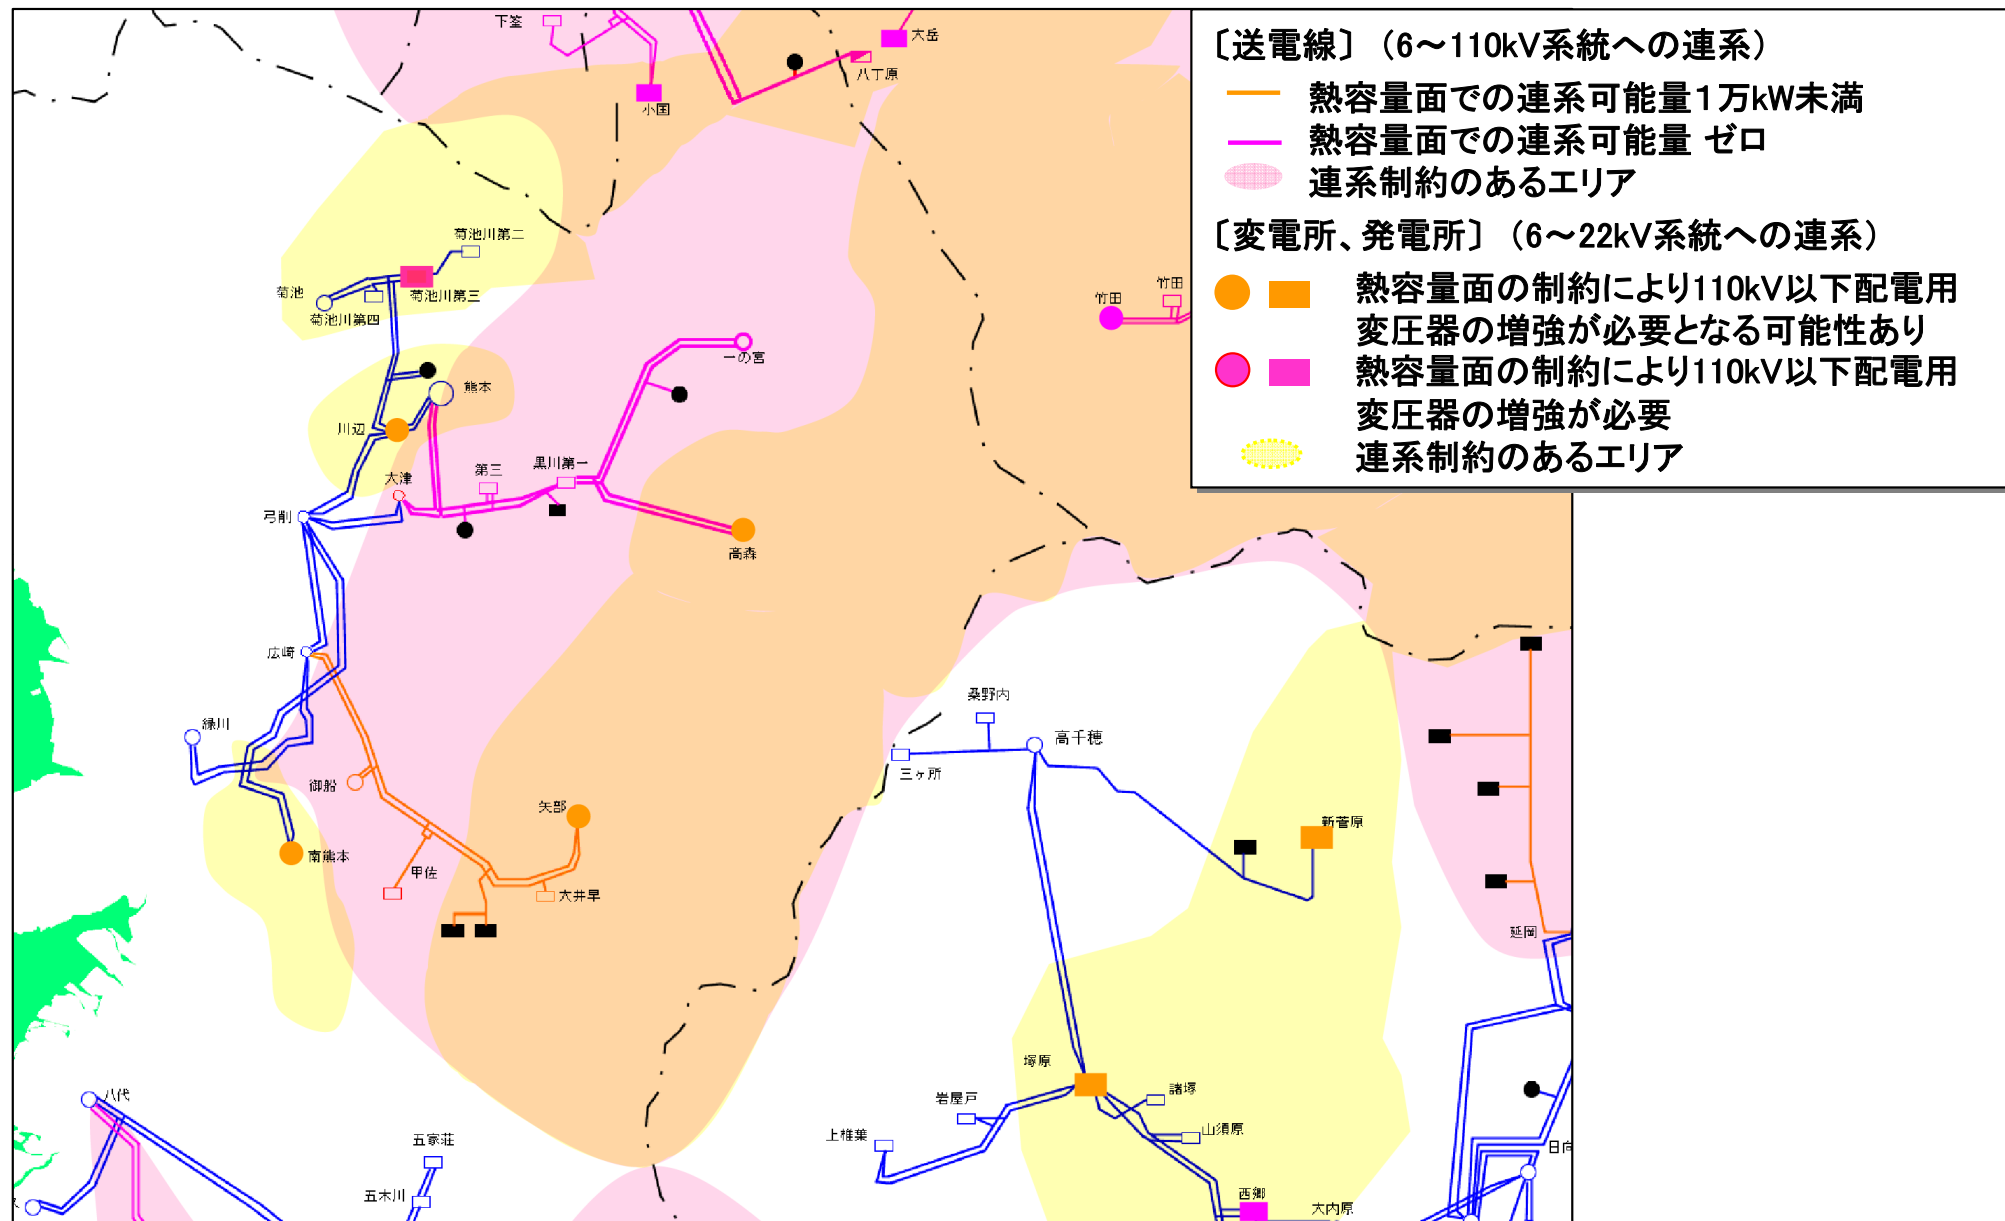 〔送電線〕（6～110kV系統への連系）
熱容量面での連系可能量１万kW未満
熱容量面での連系可能量 ゼロ
連系制約のあるエリア
〔変電所、発電所〕（6～22kV系統への連系）
熱容量面の制約により110kV以下配電用
変圧器の増強が必要となる可能性あり
熱容量面の制約により110kV以下配電用
変圧器の増強が必要
連系制約のあるエリア
下筌
大岳
八丁原
小国
菊池川第二
菊池
菊池川第三
菊池川第四
竹田
竹田
一の宮
熊本
川辺
大津
第三
黒川第一
弓削
高森
広崎
緑川
桑野内
高千穂
三ヶ所
御船
矢部
新菅原
南熊本
甲佐
大井早
延岡
塚原
諸塚
岩屋戸
山須原
上椎葉
八代
五家荘
五木川
西郷
大内原
日向